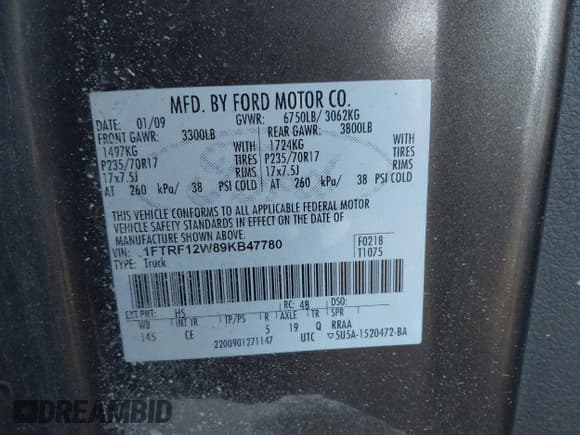 MFD. BY FORD MOTOR CO.
DATE: 01/09 GVWR: 6750LB/ 3062KG
FRONT GAWR: 3300LB REAR GAWR: 3800LB
1497KG WITH 1724KG WITH
P235/70R17 TIRES P235/70R17 TIRES
17x7.5J RIMS 17x7.5J RIMS
AT 260 kPa/ 38 PSI COLD AT 260 kPa/ 38 PSI COLD
THIS VEHICLE CONFORMS TO ALL APPLICABLE FEDERAL MOTOR
VEHICLE SAFETY STANDARDS IN EFFECT ON THE DATE OF
MANUFACTURE SHOWN ABOVE.
VIN: 1FTRF12W89KB47780 F0218
TYPE: Truck T1075
EXT PNT: HS RC: 48 DSO:
WB INT TR TP/PS R AXLE TR SPR
145 CE 5 19 Q RRAA
2200901271147 UTC ▽5U5A-1520472-BA
Ford
DREAMBID